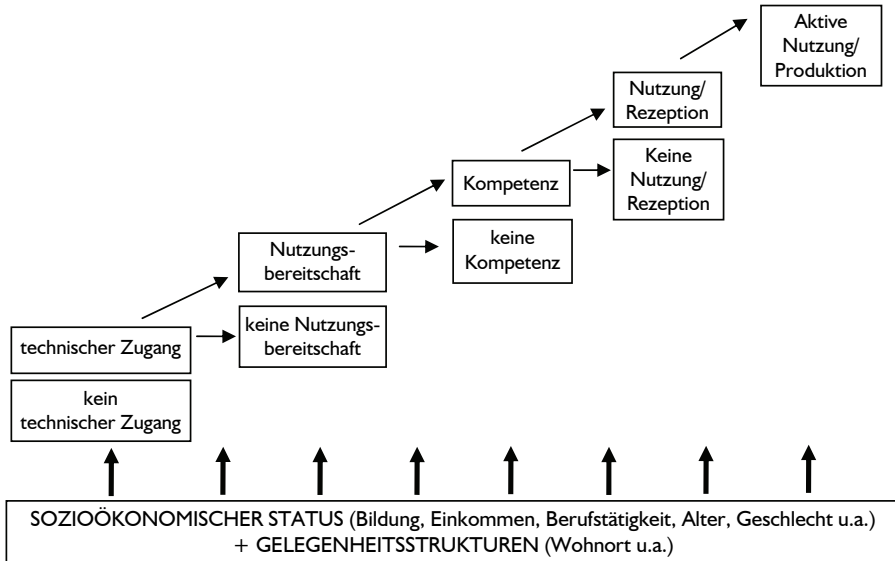 Aktive
Nutzung/
Produktion
Nutzung/
Rezeption
Keine
Nutzung/
Rezeption
Kompetenz
keine
Kompetenz
Nutzungs-
bereitschaft
keine Nutzungs-
bereitschaft
technischer Zugang
kein
technischer Zugang
SOZIOÖKONOMISCHER STATUS (Bildung, Einkommen, Berufstätigkeit, Alter, Geschlecht u.a.)
+ GELEGENHEITSSTRUKTUREN (Wohnort u.a.)